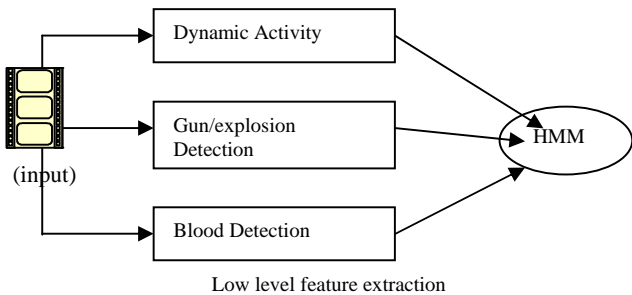 Dynamic Activity
Gun/explosion
Detection
HMM
(input)
Blood Detection
Low level feature extraction